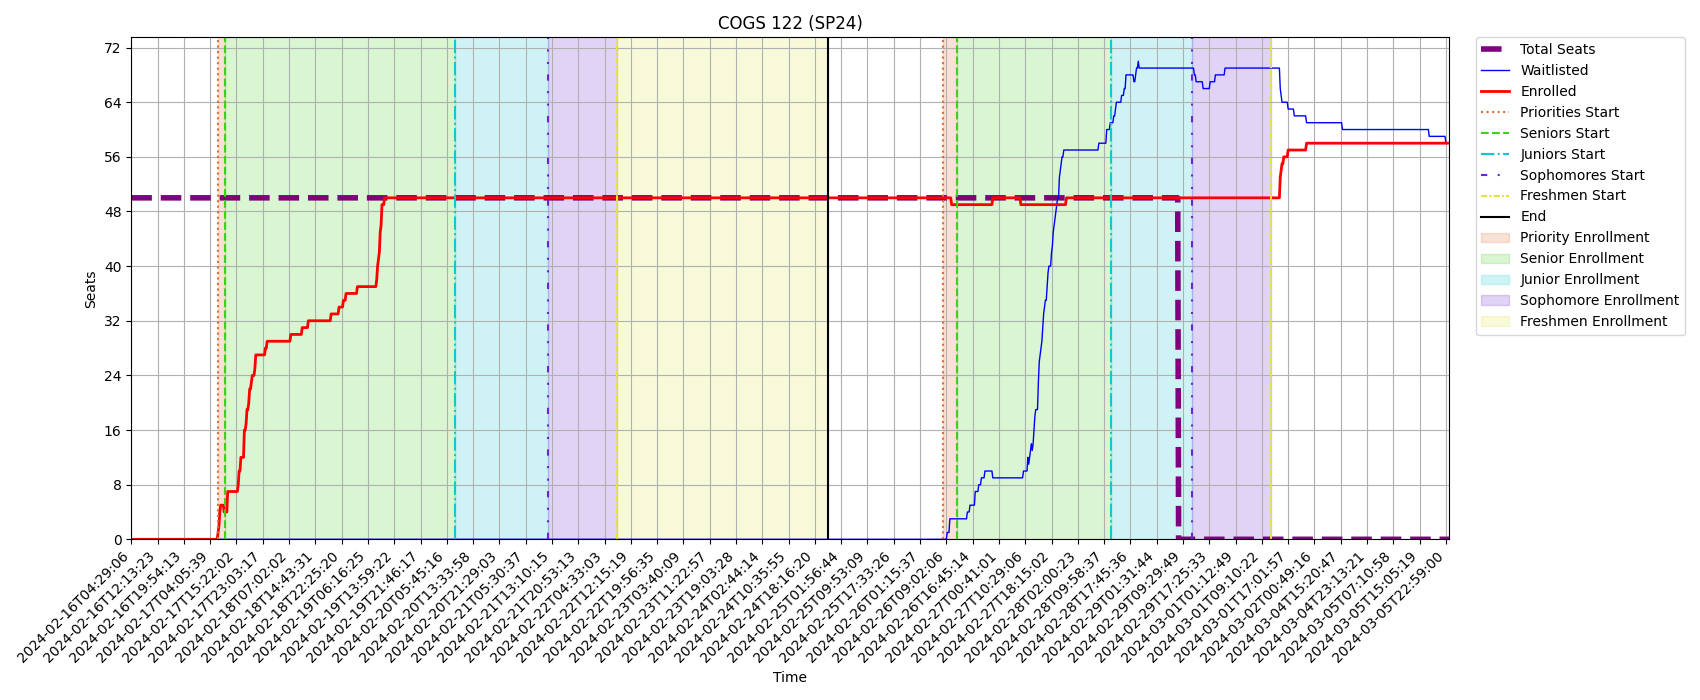 COGS 122 (SP24)
72
64
56
48
40
32
24
16
8
0
Seats
2024-02-16T04:29:06
2024-02-16T12:13:23
2024-02-16T19:54:13
2024-02-17T04:05:39
2024-02-17T15:22:02
2024-02-17T23:03:17
2024-02-18T07:02:02
2024-02-18T14:43:31
2024-02-18T22:25:20
2024-02-19T06:16:25
2024-02-19T13:59:22
2024-02-19T21:46:17
2024-02-20T05:45:16
2024-02-20T13:33:58
2024-02-20T21:29:03
2024-02-21T05:30:37
2024-02-21T13:10:15
2024-02-21T20:53:13
2024-02-22T04:33:03
2024-02-22T12:15:19
2024-02-22T19:56:35
2024-02-23T03:40:09
2024-02-23T11:22:57
2024-02-23T19:03:28
2024-02-24T02:44:14
2024-02-24T10:35:55
2024-02-24T18:16:20
2024-02-25T01:56:44
2024-02-25T09:53:09
2024-02-25T17:33:26
2024-02-26T01:15:37
2024-02-26T09:02:06
2024-02-26T16:45:14
2024-02-27T00:41:01
2024-02-27T10:29:06
2024-02-27T18:15:02
2024-02-28T02:00:23
2024-02-28T09:58:37
2024-02-28T17:45:36
2024-02-29T01:31:44
2024-02-29T09:29:49
2024-02-29T17:25:33
2024-03-01T01:12:49
2024-03-01T09:10:22
2024-03-01T17:01:57
2024-03-02T00:49:16
2024-03-04T15:20:47
2024-03-04T23:13:21
2024-03-05T07:10:58
2024-03-05T15:05:19
2024-03-05T22:59:00
Time
Total Seats
Waitlisted
Enrolled
Priorities Start
Seniors Start
Juniors Start
Sophomores Start
Freshmen Start
End
Priority Enrollment
Senior Enrollment
Junior Enrollment
Sophomore Enrollment
Freshmen Enrollment